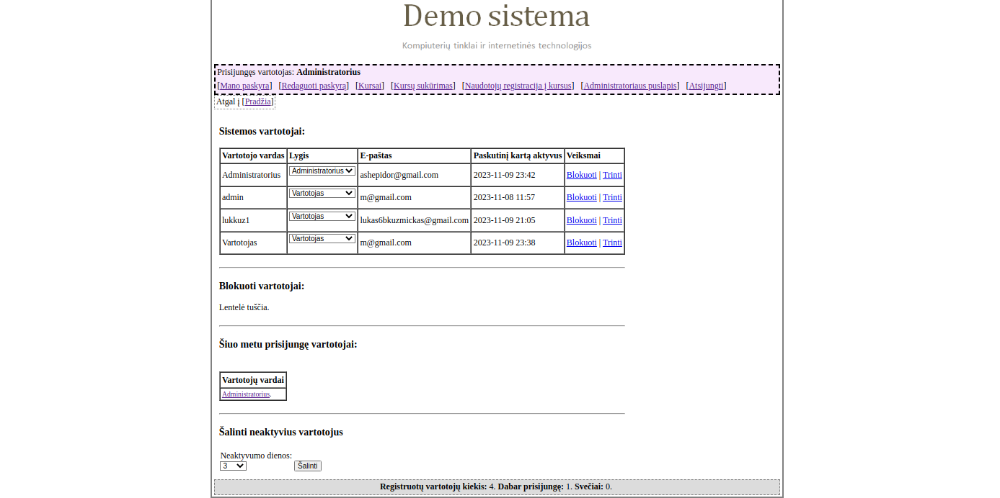 Demo sistema
Kompiuterių tinklai ir internetinės technologijos
Prisijungęs vartotojas: Administratorius
[Mano paskyra] [Redaguoti paskyrą] [Kursai] [Kursų sukūrimas] [Naudotojų registracija į kursus] [Administratoriaus puslapis] [Atsijungti]
Atgal į [Pradžia]
Sistemos vartotojai:
Vartotojo vardas Lygis E-paštas Paskutinį kartą aktyvus Veiksmai
Administratorius Administratorius ashepidor@gmail.com 2023-11-09 23:42 Blokuoti | Trinti
admin Vartotojas m@gmail.com 2023-11-08 11:57 Blokuoti | Trinti
lukkuz1 Vartotojas lukas6bkuzmickas@gmail.com 2023-11-09 21:05 Blokuoti | Trinti
Vartotojas Vartotojas m@gmail.com 2023-11-09 23:38 Blokuoti | Trinti
Blokuoti vartotojai:
Lentelė tuščia.
Šiuo metu prisijungę vartotojai:
Vartotojų vardai
Administratorius.
Šalinti neaktyvius vartotojus
Neaktyvumo dienos:
3 Šalinti
Registruotų vartotojų kiekis: 4. Dabar prisijungę: 1. Svečiai: 0.